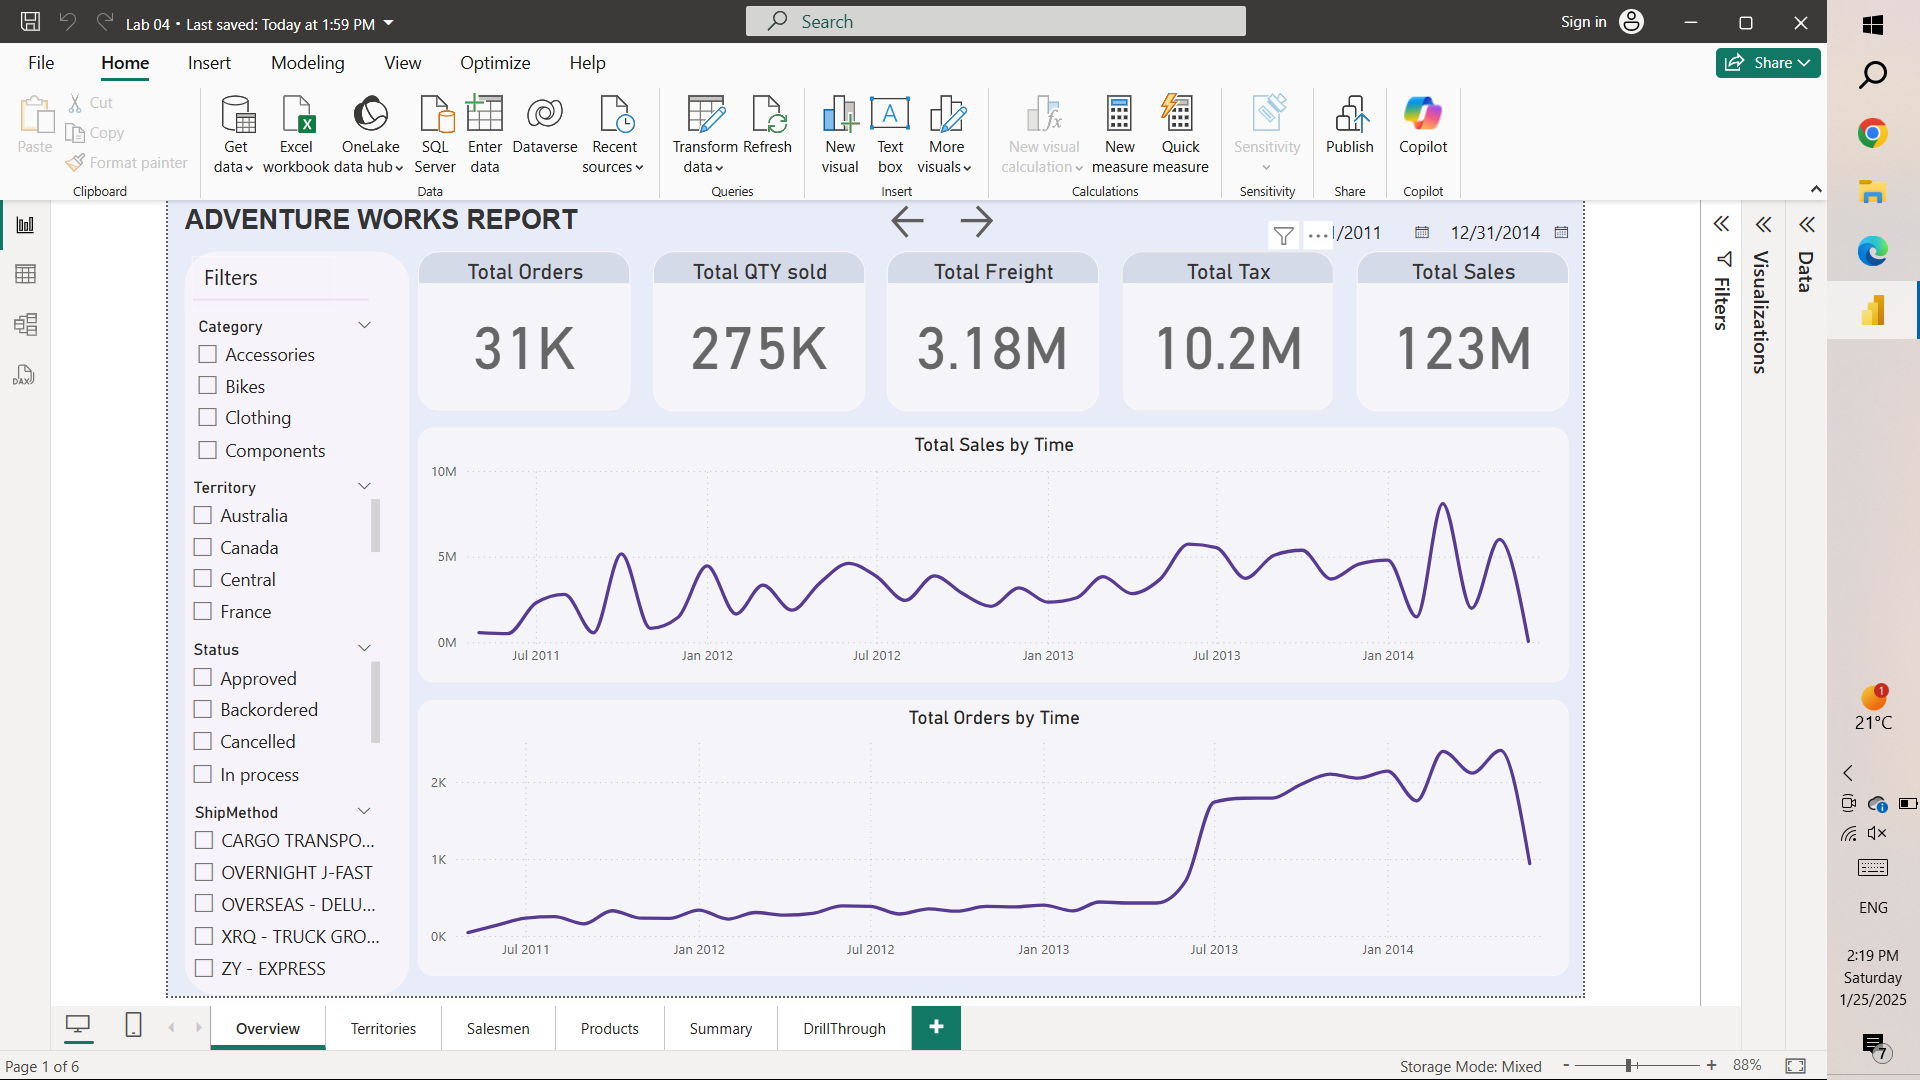 Lab 04 • Last saved: Today at 1:59 PM
Search
Sign in
File Home Insert Modeling View Optimize Help
Share
Paste
Cut
Copy
Format painter
Clipboard
Get data
Excel workbook
OneLake data hub
SQL Server
Enter data
Dataverse
Recent sources
Data
Transform data
Refresh
Queries
New visual
Text box
More visuals
Insert
New visual calculation
New measure
Quick measure
Calculations
Sensitivity
Sensitivity
Publish
Share
Copilot
Copilot
ADVENTURE WORKS REPORT
/2011
12/31/2014
Filters
Category
Accessories
Bikes
Clothing
Components
Territory
Australia
Canada
Central
France
Status
Approved
Backordered
Cancelled
In process
ShipMethod
CARGO TRANSPO...
OVERNIGHT J-FAST
OVERSEAS - DELU...
XRQ - TRUCK GRO...
ZY - EXPRESS
Total Orders
31K
Total QTY sold
275K
Total Freight
3.18M
Total Tax
10.2M
Total Sales
123M
Total Sales by Time
10M
5M
0M
Jul 2011 Jan 2012 Jul 2012 Jan 2013 Jul 2013 Jan 2014
Total Orders by Time
2K
1K
0K
Jul 2011 Jan 2012 Jul 2012 Jan 2013 Jul 2013 Jan 2014
Filters
Visualizations
Data
Overview Territories Salesmen Products Summary DrillThrough
Page 1 of 6
Storage Mode: Mixed
- + 88%
1
21°C
ENG
2:19 PM
Saturday
1/25/2025
7
DAX